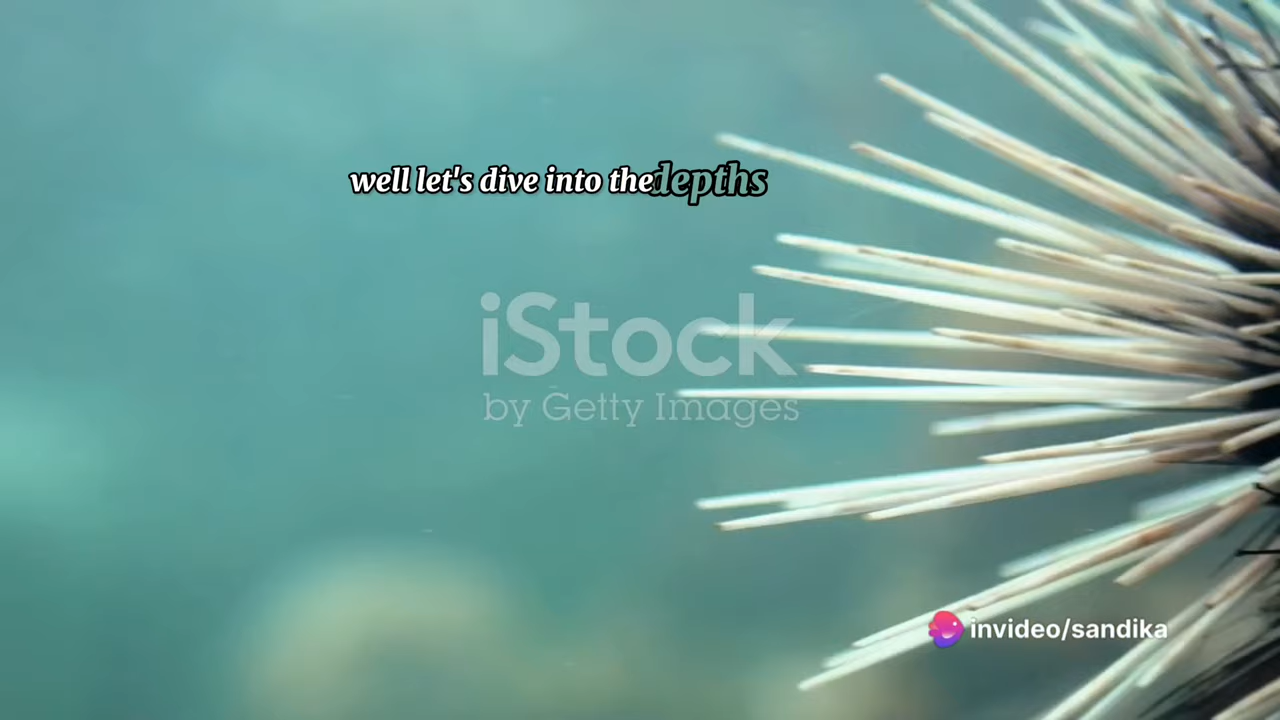 well let's dive into the depths
iStock
by Getty Images
invideo/sandika